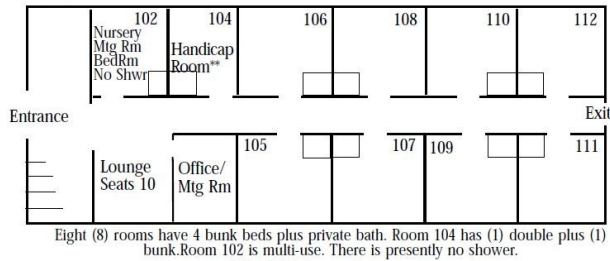 102
104
106
108
110
112
Nursery
Mtg Rm
BedRm
No Shwr
Handicap
Room**
Entrance
Exit
105
107
109
111
Lounge
Seats 10
Office/
Mtg Rm
Eight (8) rooms have 4 bunk beds plus private bath. Room 104 has (1) double plus (1)
bunk.Room 102 is multi-use. There is presently no shower.